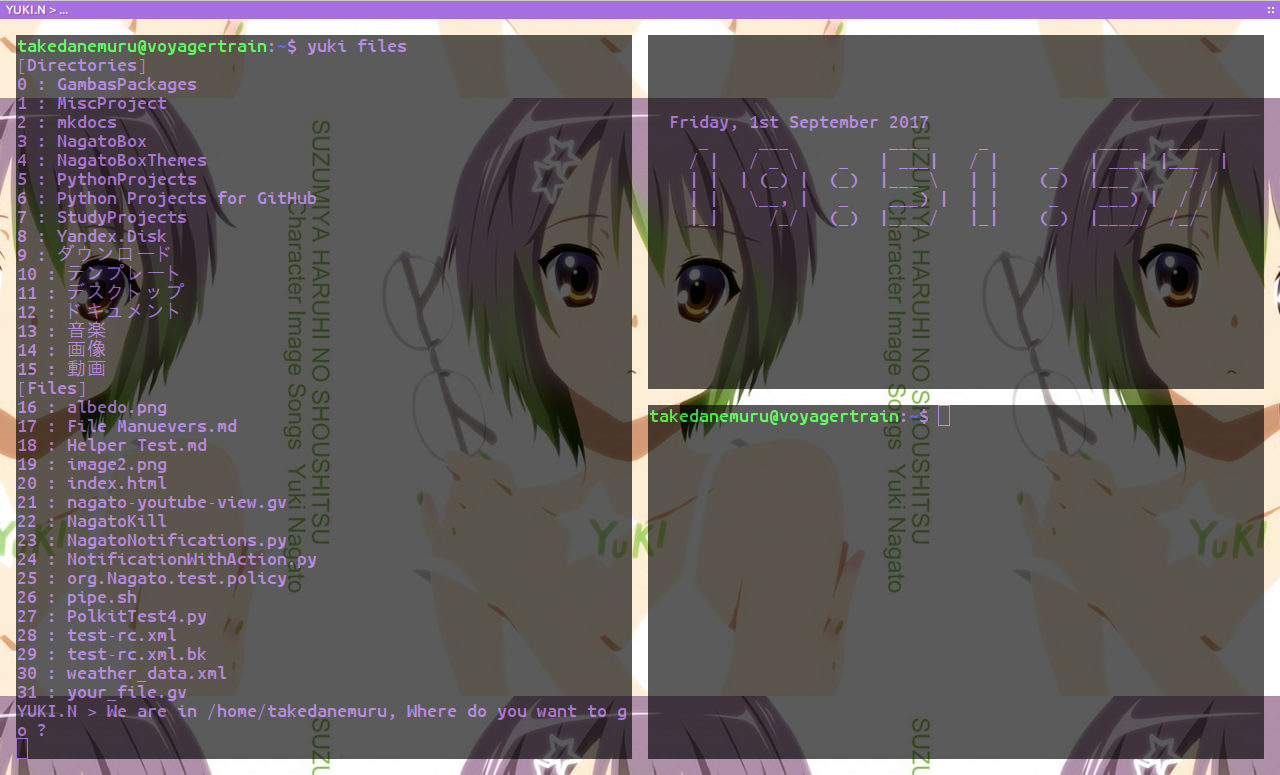 YUKI.N > ...
takedanemuru@voyagertrain:~$ yuki files
[Directories]
0 : GambasPackages
1 : MiscProject
2 : mkdocs
3 : NagatoBox
4 : NagatoBoxThemes
5 : PythonProjects
6 : Python Projects for GitHub
7 : StudyProjects
8 : Yandex.Disk
9 : ダウンロード
10 : テンプレート
11 : デスクトップ
12 : ドキュメント
13 : 音楽
14 : 画像
15 : 動画
[Files]
16 : albedo.png
17 : File Manuevers.md
18 : Helper Test.md
19 : image2.png
20 : index.html
21 : nagato-youtube-view.gv
22 : NagatoKill
23 : NagatoNotifications.py
24 : NotificationWithAction.py
25 : org.Nagato.test.policy
26 : pipe.sh
27 : PolkitTest4.py
28 : test-rc.xml
29 : test-rc.xml.bk
30 : weather_data.xml
31 : your_file.gv
YUKI.N > We are in /home/takedanemuru, Where do you want to g
o ?
Friday, 1st September 2017
19:51:57
takedanemuru@voyagertrain:~$
SUZUMIYA HARUHI NO SHOUSHITSU
Character Image Songs Yuki Nagato
YuKI
SUZUMIYA HARUHI NO SHOUSHITSU
Character Image Songs Yuki Nagato
YuKI
SUZ
SUZ